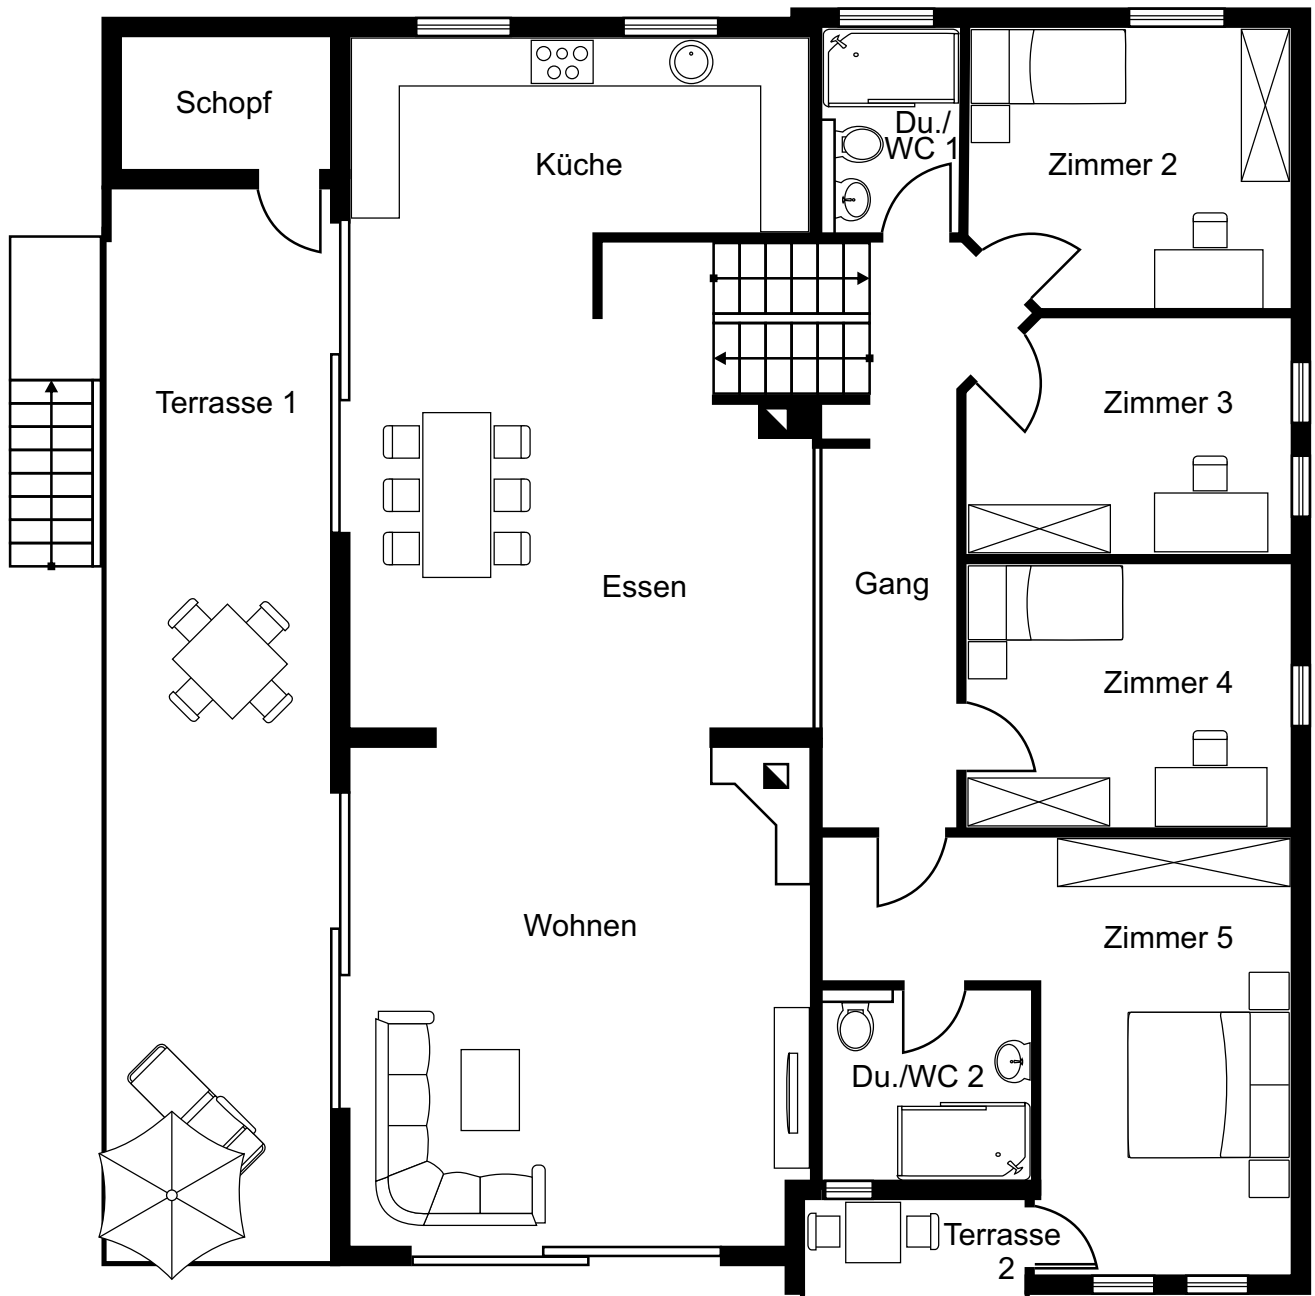 Schopf
Küche
Du./
WC 1
Zimmer 2
Terrasse 1
Zimmer 3
Essen
Gang
Zimmer 4
Wohnen
Zimmer 5
Du./WC 2
Terrasse
2